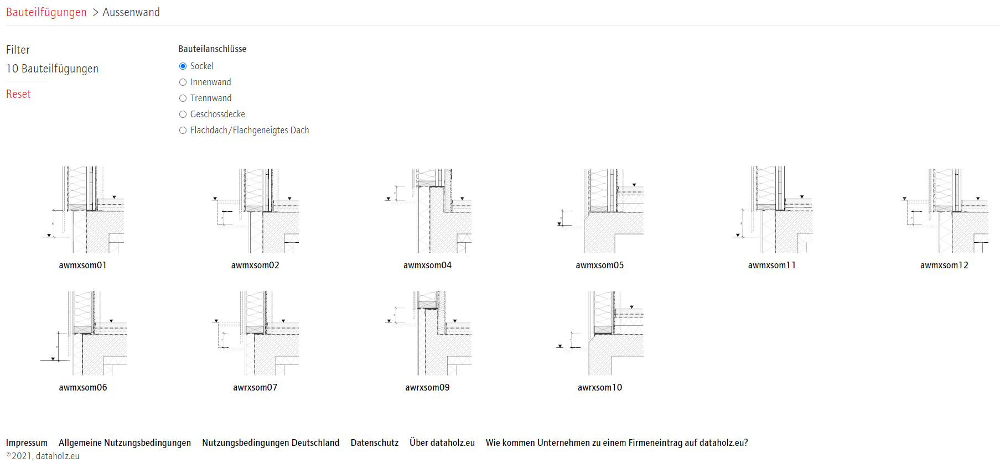 Bauteilfügungen > Aussenwand
Filter
10 Bauteilfügungen
Reset
Bauteilanschlüsse
Sockel
Innenwand
Trennwand
Geschossdecke
Flachdach/Flachgeneigtes Dach
awmxsom01
awmxsom02
awmxsom04
awmxsom05
awmxsom11
awmxsom12
awmxsom06
awrxsom07
awrxsom09
awrxsom10
Impressum Allgemeine Nutzungsbedingungen Nutzungsbedingungen Deutschland Datenschutz Über dataholz.eu Wie kommen Unternehmen zu einem Firmeneintrag auf dataholz.eu?
©2021, dataholz.eu